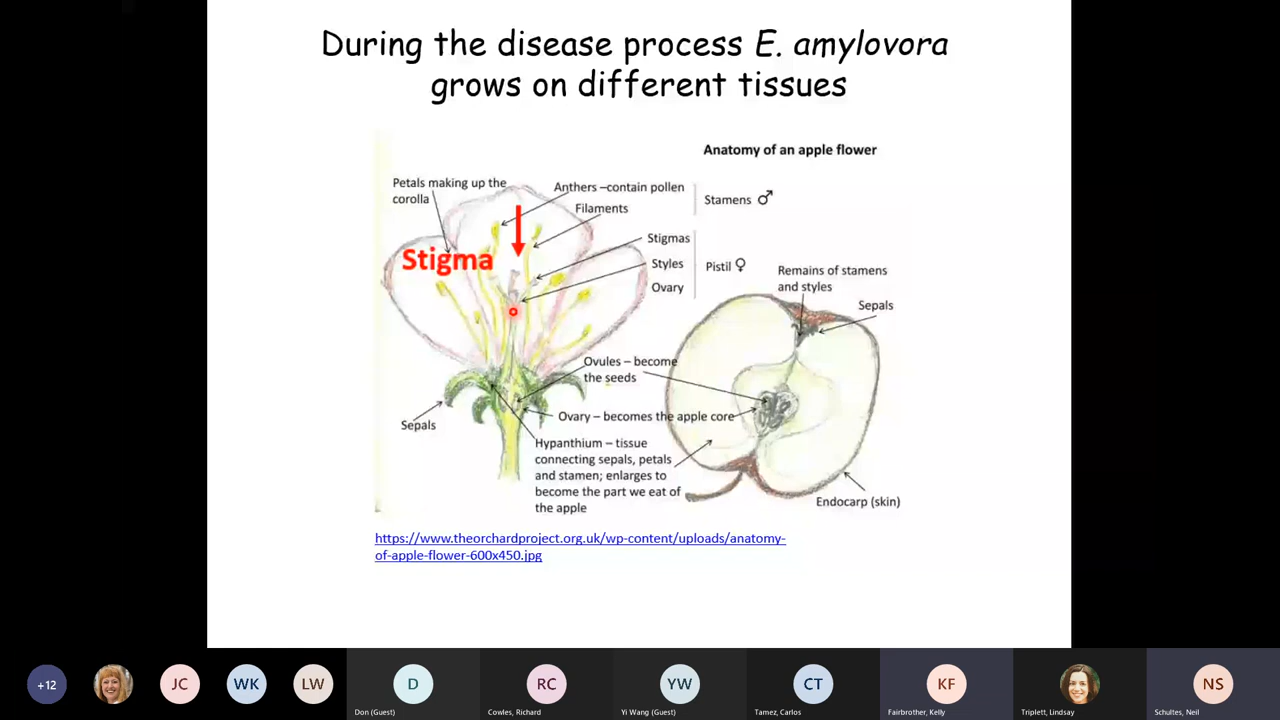 During the disease process E. amylovora
grows on different tissues
Anatomy of an apple flower
Petals making up the
corolla
Anthers –contain pollen
Filaments
Stamens ♂
Stigma
Stigmas
Styles
Ovary
Pistil ♀
Remains of stamens
and styles
Sepals
Ovules – become
the seeds
Ovary – becomes the apple core
Sepals
Hypanthium – tissue
connecting sepals, petals
and stamen; enlarges to
become the part we eat of
the apple
Endocarp (skin)
https://www.theorchardproject.org.uk/wp-content/uploads/anatomy-
of-apple-flower-600x450.jpg
+12
JC
WK
LW
D
Don (Guest)
RC
Cowles, Richard
YW
Yi Wang (Guest)
CT
Tamez, Carlos
KF
Fairbrother, Kelly
Triplett, Lindsay
NS
Schultes, Neil